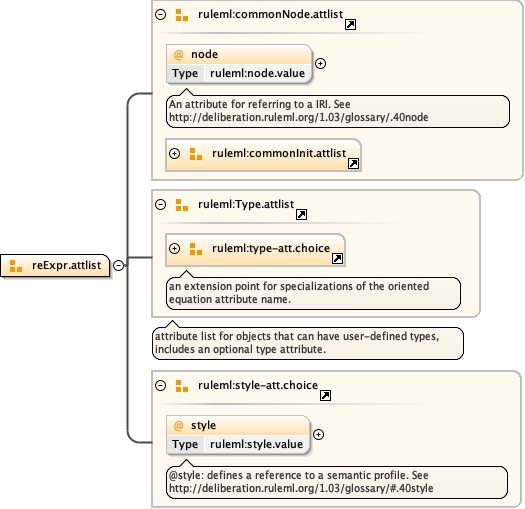 ruleml:commonNode.attlist
@ node
Type ruleml:node.value
An attribute for referring to a IRI. See
http://deliberation.ruleml.org/1.03/glossary/.40node
ruleml:commonInit.attlist
ruleml:Type.attlist
ruleml:type-att.choice
reExpr.attlist
an extension point for specializations of the oriented
equation attribute name.
attribute list for objects that can have user-defined types,
includes an optional type attribute.
ruleml:style-att.choice
@ style
Type ruleml:style.value
@style: defines a reference to a semantic profile. See
http://deliberation.ruleml.org/1.03/glossary/#.40style